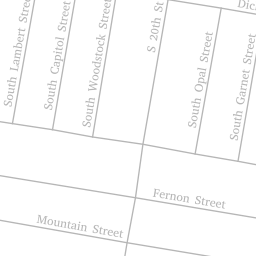 South Lambert Street
South Capitol Street
South Woodstock Street
S 20th St
South Opal Street
South Garnet Street
Fernon Street
Mountain Street